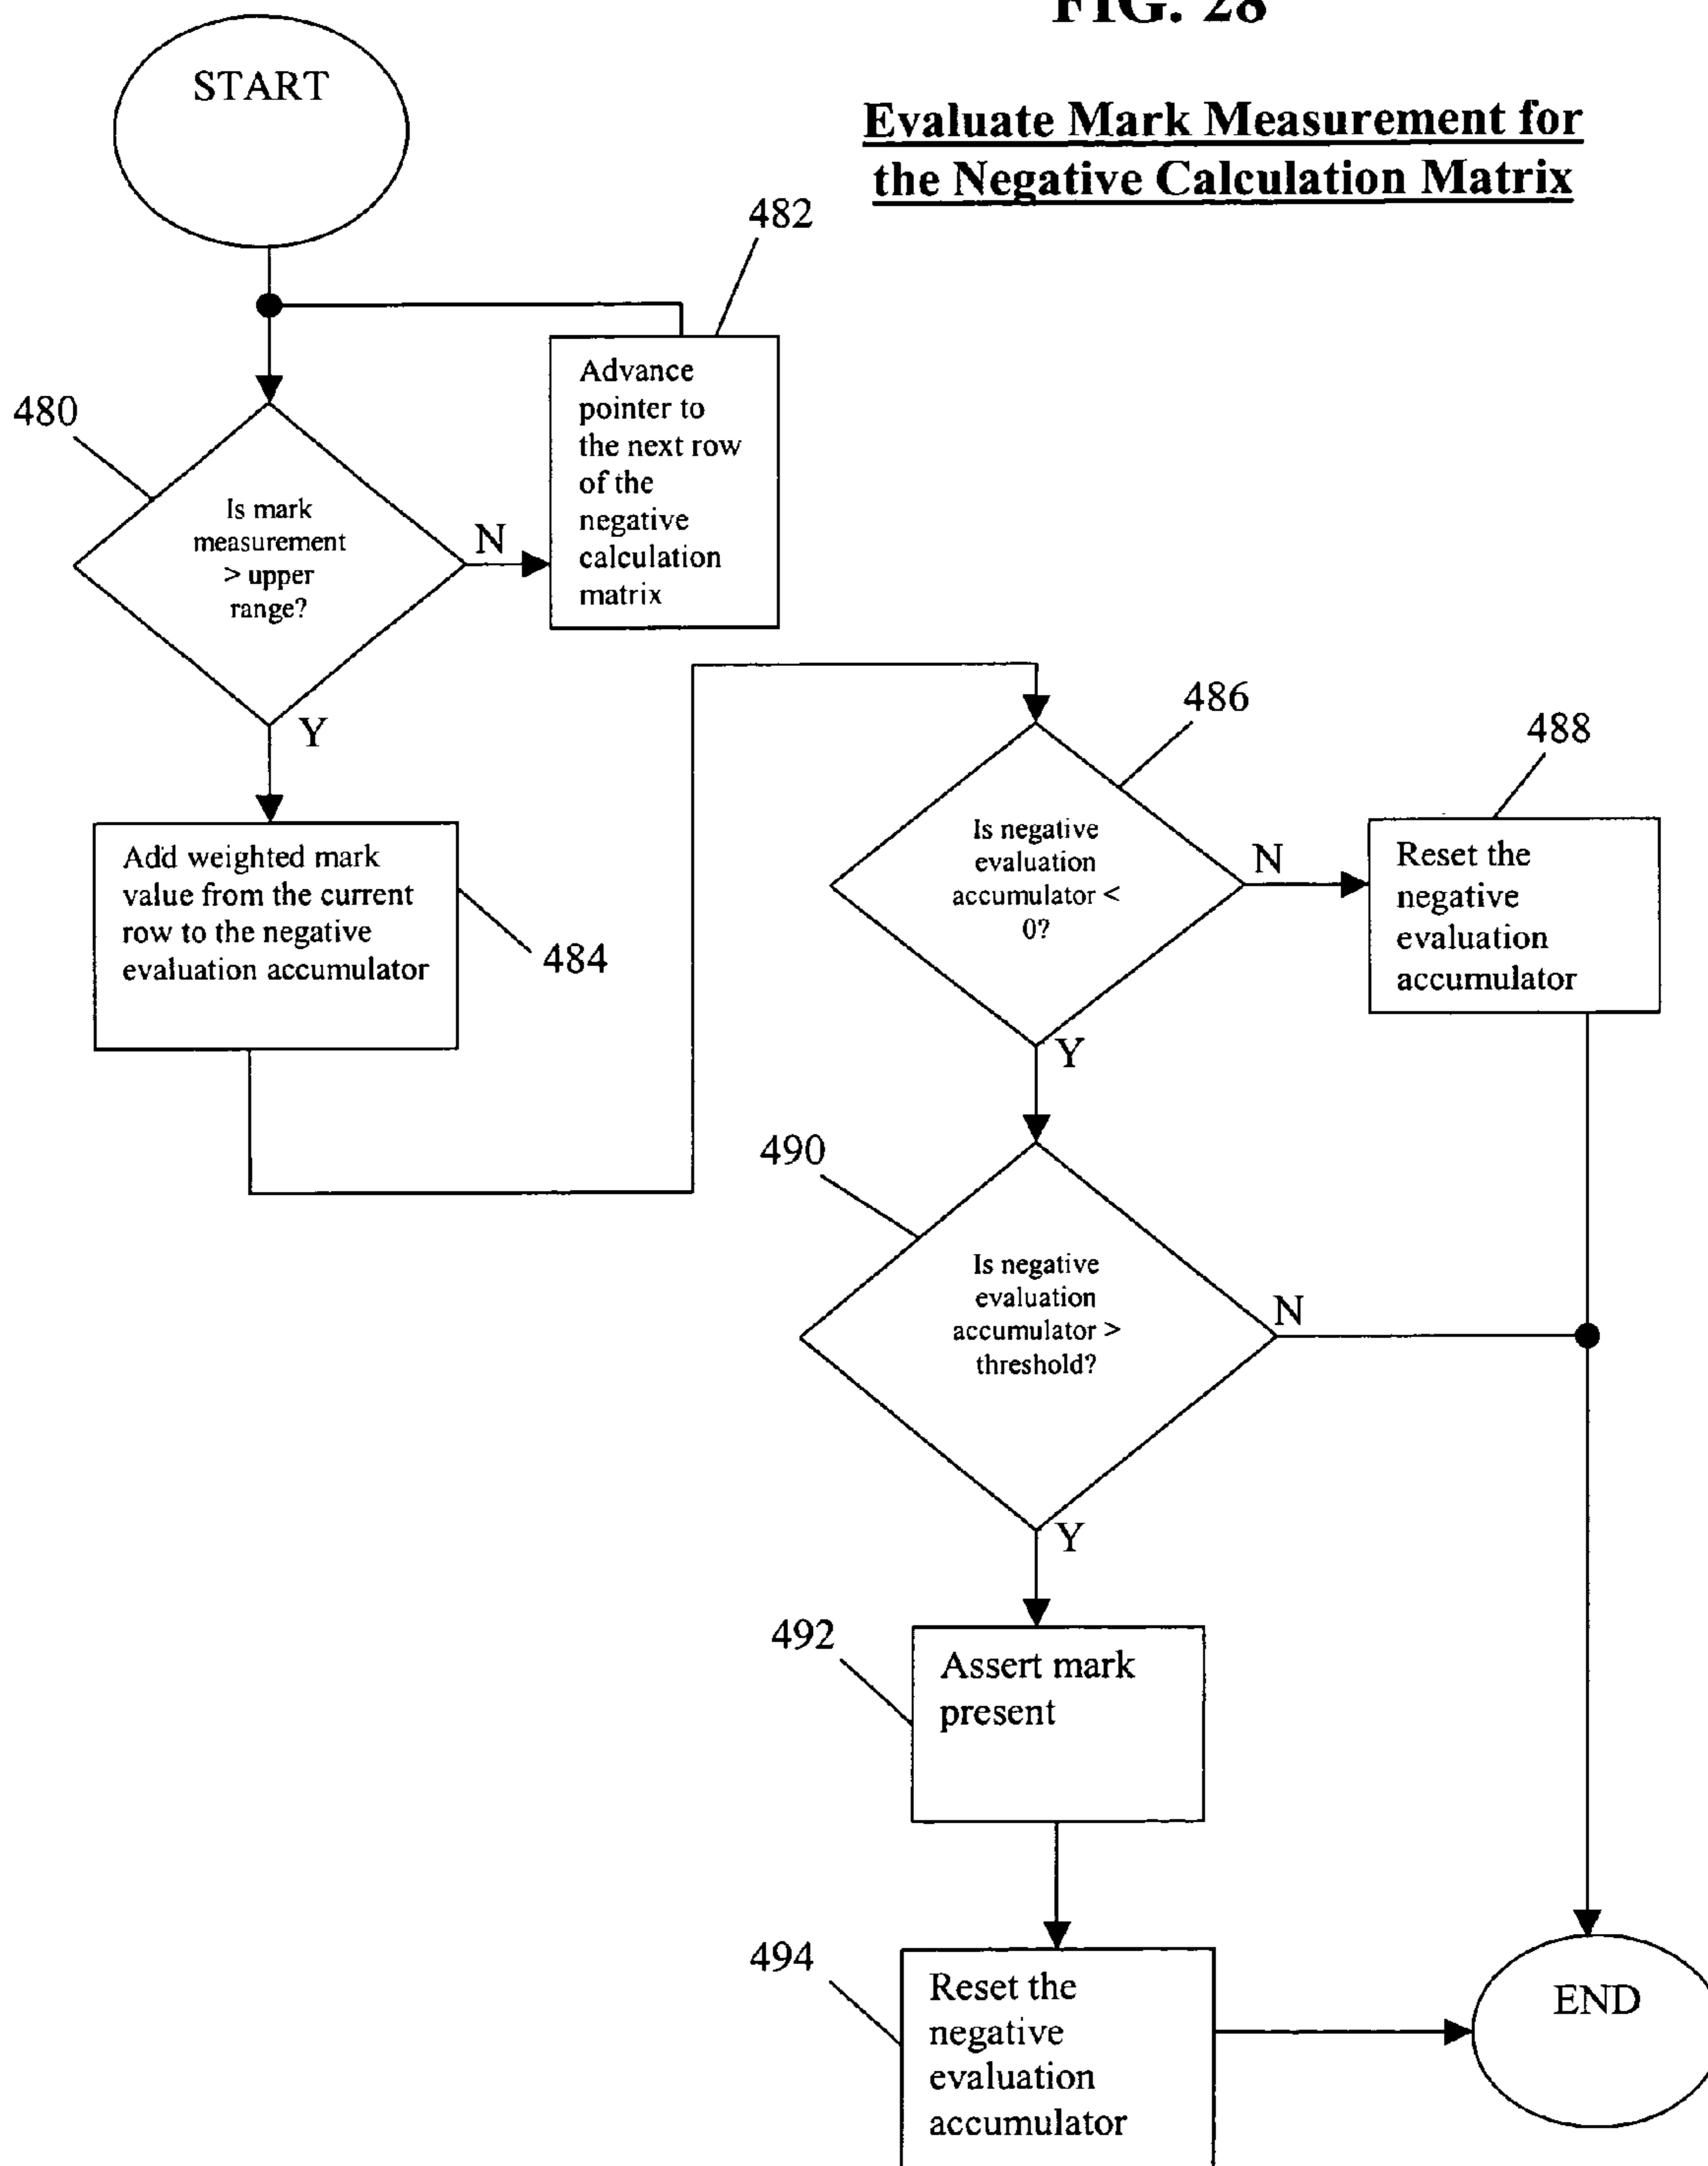 FIG. 28
Evaluate Mark Measurement for
the Negative Calculation Matrix
START
482
Advance
pointer to
the next row
of the
negative
calculation
matrix
480
Is mark
measurement
> upper
range?
N
Y
Add weighted mark
value from the current
row to the negative
evaluation accumulator
484
486
Is negative
evaluation
accumulator <
0?
N
Y
488
Reset the
negative
evaluation
accumulator
490
Is negative
evaluation
accumulator >
threshold?
N
Y
492
Assert mark
present
494
Reset the
negative
evaluation
accumulator
END